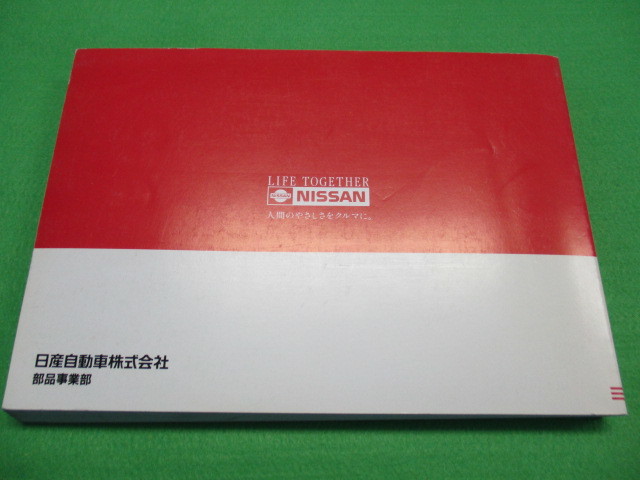 LIFE TOGETHER
NISSAN
NISSAN
人間のやさしさをクルマに。
日産自動車株式会社
部品事業部